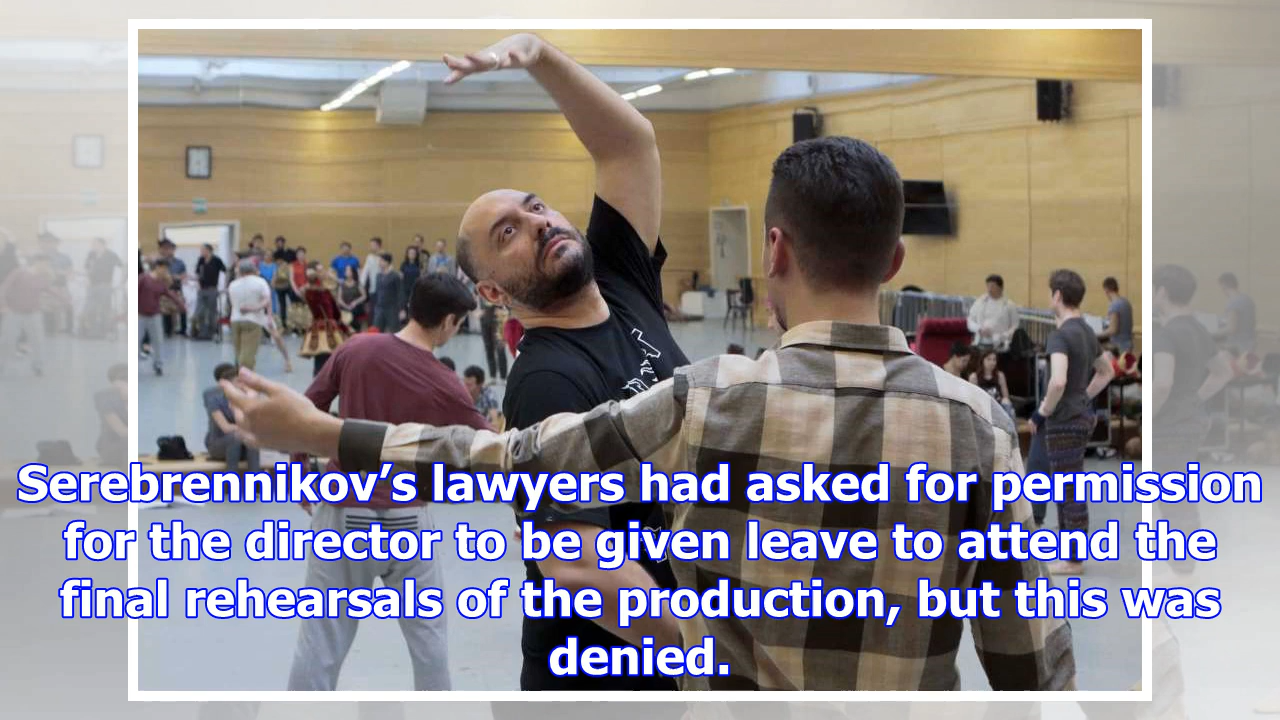 Serebrennikov’s lawyers had asked for permission
for the director to be given leave to attend the
final rehearsals of the production, but this was
denied.